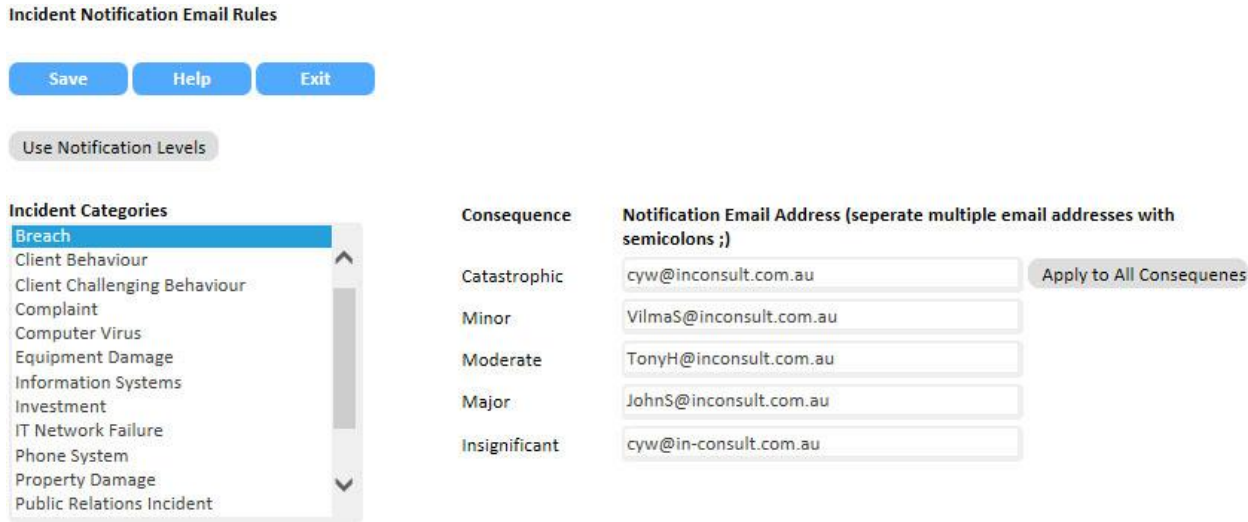 Incident Notification Email Rules
Save Help Exit
Use Notification Levels
Incident Categories
Breach
Client Behaviour
Client Challenging Behaviour
Complaint
Computer Virus
Equipment Damage
Information Systems
Investment
IT Network Failure
Phone System
Property Damage
Public Relations Incident
Consequence Notification Email Address (seperate multiple email addresses with
semicolons ;)
Catastrophic cyw@inconsult.com.au Apply to All Consequenes
Minor VilmaS@inconsult.com.au
Moderate TonyH@inconsult.com.au
Major JohnS@inconsult.com.au
Insignificant cyw@in-consult.com.au